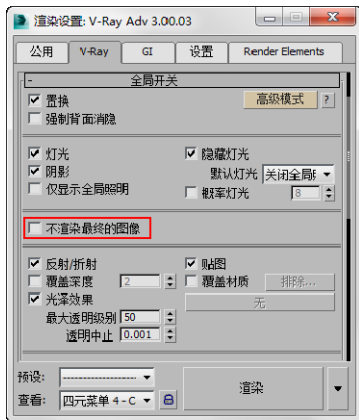 渲染设置: V-Ray Adv 3.00.03
公用 V-Ray GI 设置 Render Elements
- 全局开关
置换 高级模式 ?
强制背面消隐
灯光 隐藏灯光
阴影 默认灯光 关闭全局
仅显示全局照明 概率灯光 8
不渲染最终的图像
反射/折射 贴图
覆盖深度 2 覆盖材质 排除...
光泽效果 无
最大透明级别 50
透明中止 0.001
预设: -----------------
查看: 四元菜单 4 - C 渲染